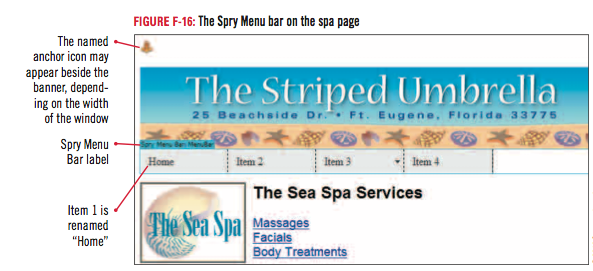 FIGURE F-16: The Spry Menu bar on the spa page
The named
anchor icon may
appear beside the
banner, depend-
ing on the width
of the window
Spry Menu
Bar label
Item 1 is
renamed
“Home”
The Striped Umbrella
25 Beachside Dr. • Ft. Eugene, Florida 33775
Spry Menu Bar: MenuBar
Home Item 2 Item 3 Item 4
The Sea Spa
The Sea Spa Services
Massages
Facials
Body Treatments